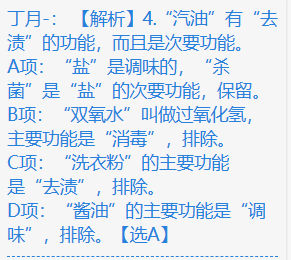 丁月-： 【解析】4. “汽油”有“去
渍”的功能，而且是次要功能。
A项：“盐”是调味的，“杀
菌”是“盐”的次要功能，保留。
B项：“双氧水”叫做过氧化氢，
主要功能是“消毒”，排除。
C项：“洗衣粉”的主要功能
是“去渍”，排除。
D项：“酱油”的主要功能是“调
味”，排除。【选A】